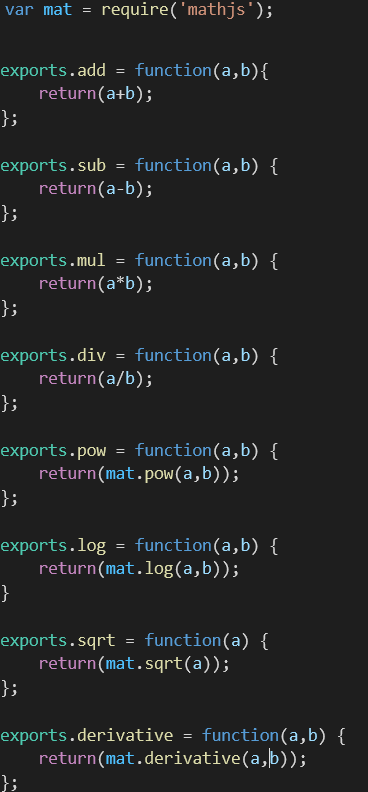 var mat = require('mathjs');
exports.add = function(a,b){
    return(a+b);
};
exports.sub = function(a,b) {
    return(a-b);
};
exports.mul = function(a,b) {
    return(a*b);
};
exports.div = function(a,b) {
    return(a/b);
};
exports.pow = function(a,b) {
    return(mat.pow(a,b));
};
exports.log = function(a,b) {
    return(mat.log(a,b));
}
exports.sqrt = function(a) {
    return(mat.sqrt(a));
};
exports.derivative = function(a,b) {
    return(mat.derivative(a,b));
};